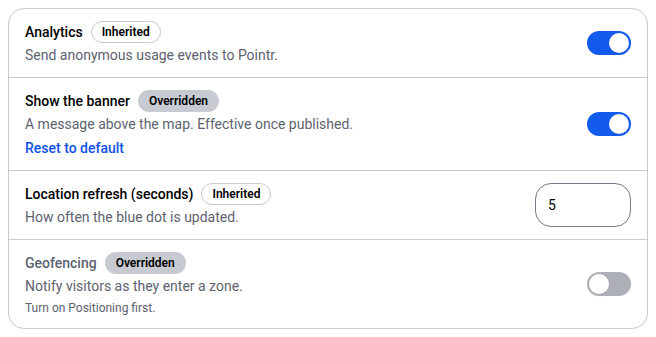 Analytics Inherited
Send anonymous usage events to Pointr.
Show the banner Overridden
A message above the map. Effective once published.
Reset to default
Location refresh (seconds) Inherited
How often the blue dot is updated.
5
Geofencing Overridden
Notify visitors as they enter a zone.
Turn on Positioning first.